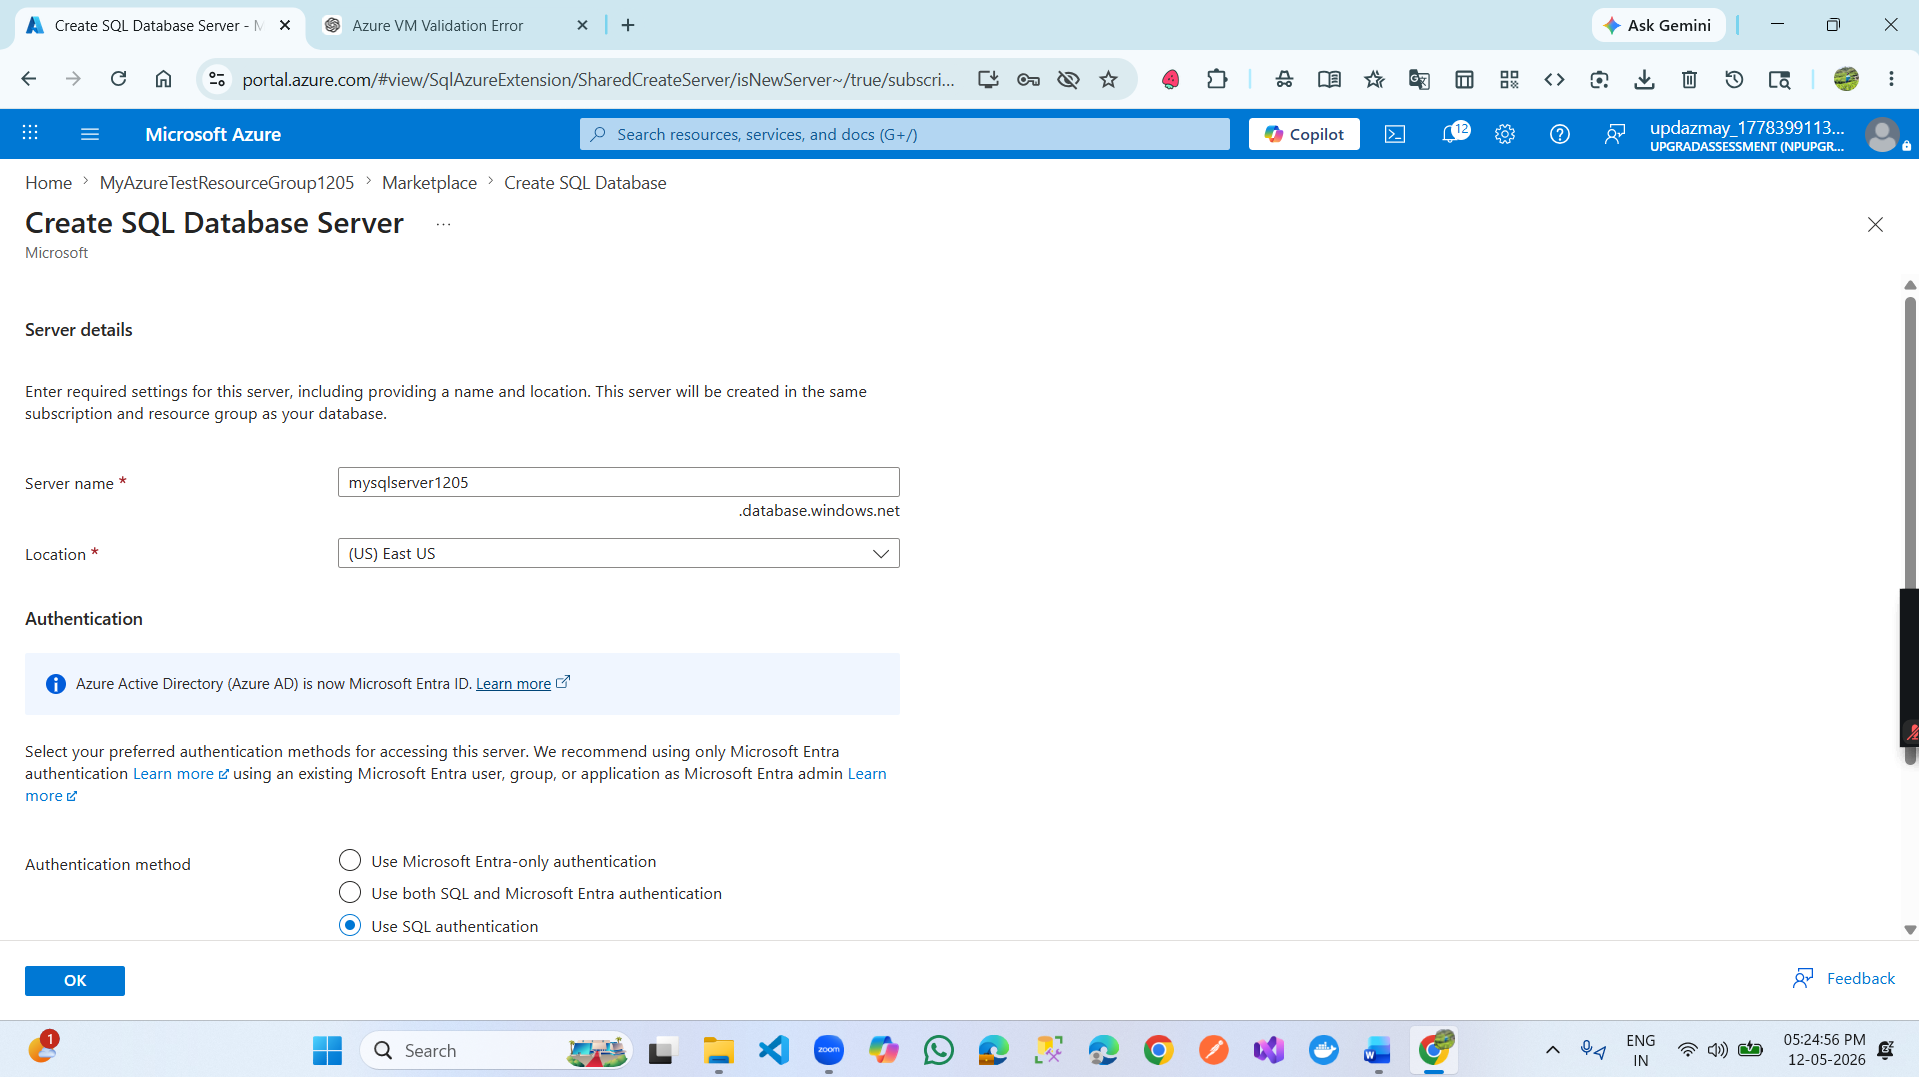 Create SQL Database Server - M
Azure VM Validation Error
Ask Gemini
portal.azure.com/#view/SqlAzureExtension/SharedCreateServer/isNewServer~/true/subscri...
Microsoft Azure
Search resources, services, and docs (G+/)
Copilot
12
updazmay_1778399113...
UPGRADASSESSMENT (NPUPGR...
Home
MyAzureTestResourceGroup1205
Marketplace
Create SQL Database
Create SQL Database Server
...
Microsoft
Server details
Enter required settings for this server, including providing a name and location. This server will be created in the same
subscription and resource group as your database.
Server name *
mysqlserver1205
.database.windows.net
Location *
(US) East US
Authentication
Azure Active Directory (Azure AD) is now Microsoft Entra ID. Learn more
Select your preferred authentication methods for accessing this server. We recommend using only Microsoft Entra
authentication Learn more using an existing Microsoft Entra user, group, or application as Microsoft Entra admin Learn
more
Authentication method
Use Microsoft Entra-only authentication
Use both SQL and Microsoft Entra authentication
Use SQL authentication
OK
Feedback
1
Search
zoom
W
ENG
IN
05:24:56 PM
12-05-2026